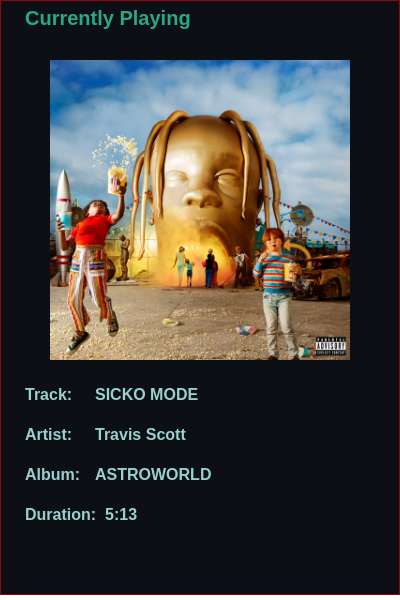 Currently Playing
PARENTAL
ADVISORY
EXPLICIT CONTENT
Track: SICKO MODE
Artist: Travis Scott
Album: ASTROWORLD
Duration: 5:13